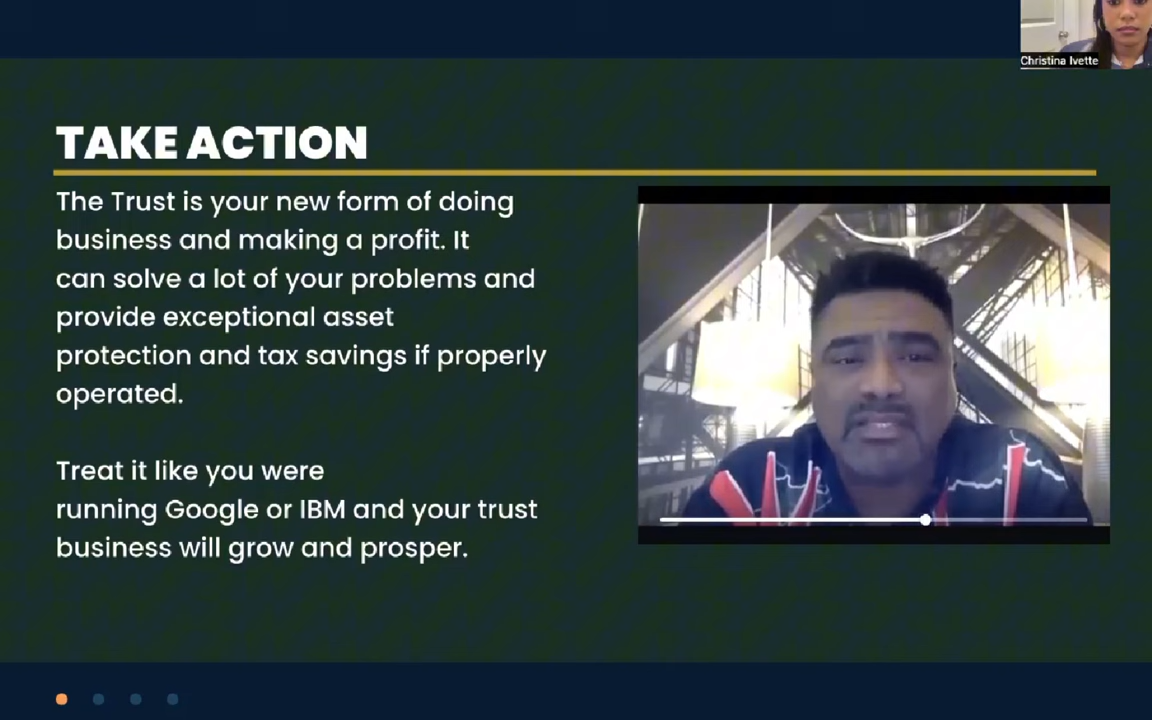 Christina Ivette
TAKE ACTION
The Trust is your new form of doing
business and making a profit. It
can solve a lot of your problems and
provide exceptional asset
protection and tax savings if properly
operated.
Treat it like you were
running Google or IBM and your trust
business will grow and prosper.